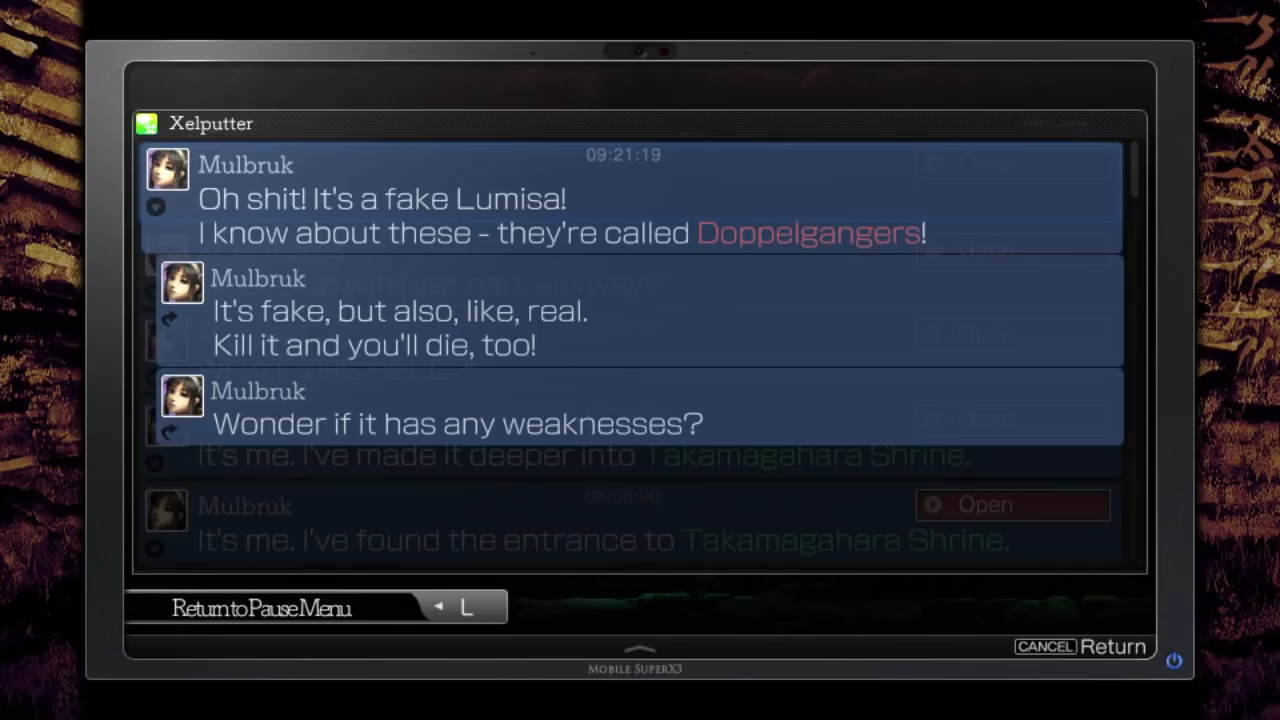 Xelputter
Mulbruk
09:21:19
Oh shit! It's a fake Lumisa!
I know about these - they're called Doppelgangers!
Mulbruk
It's fake, but also, like, real.
Kill it and you'll die, too!
Mulbruk
Wonder if it has any weaknesses?
It's me. I've made it deeper into Takamagahara Shrine.
Mulbruk
08:38:00
Open
It's me. I've found the entrance to Takamagahara Shrine.
Return to Pause Menu
L
CANCEL Return
MOBILE SUPERX3